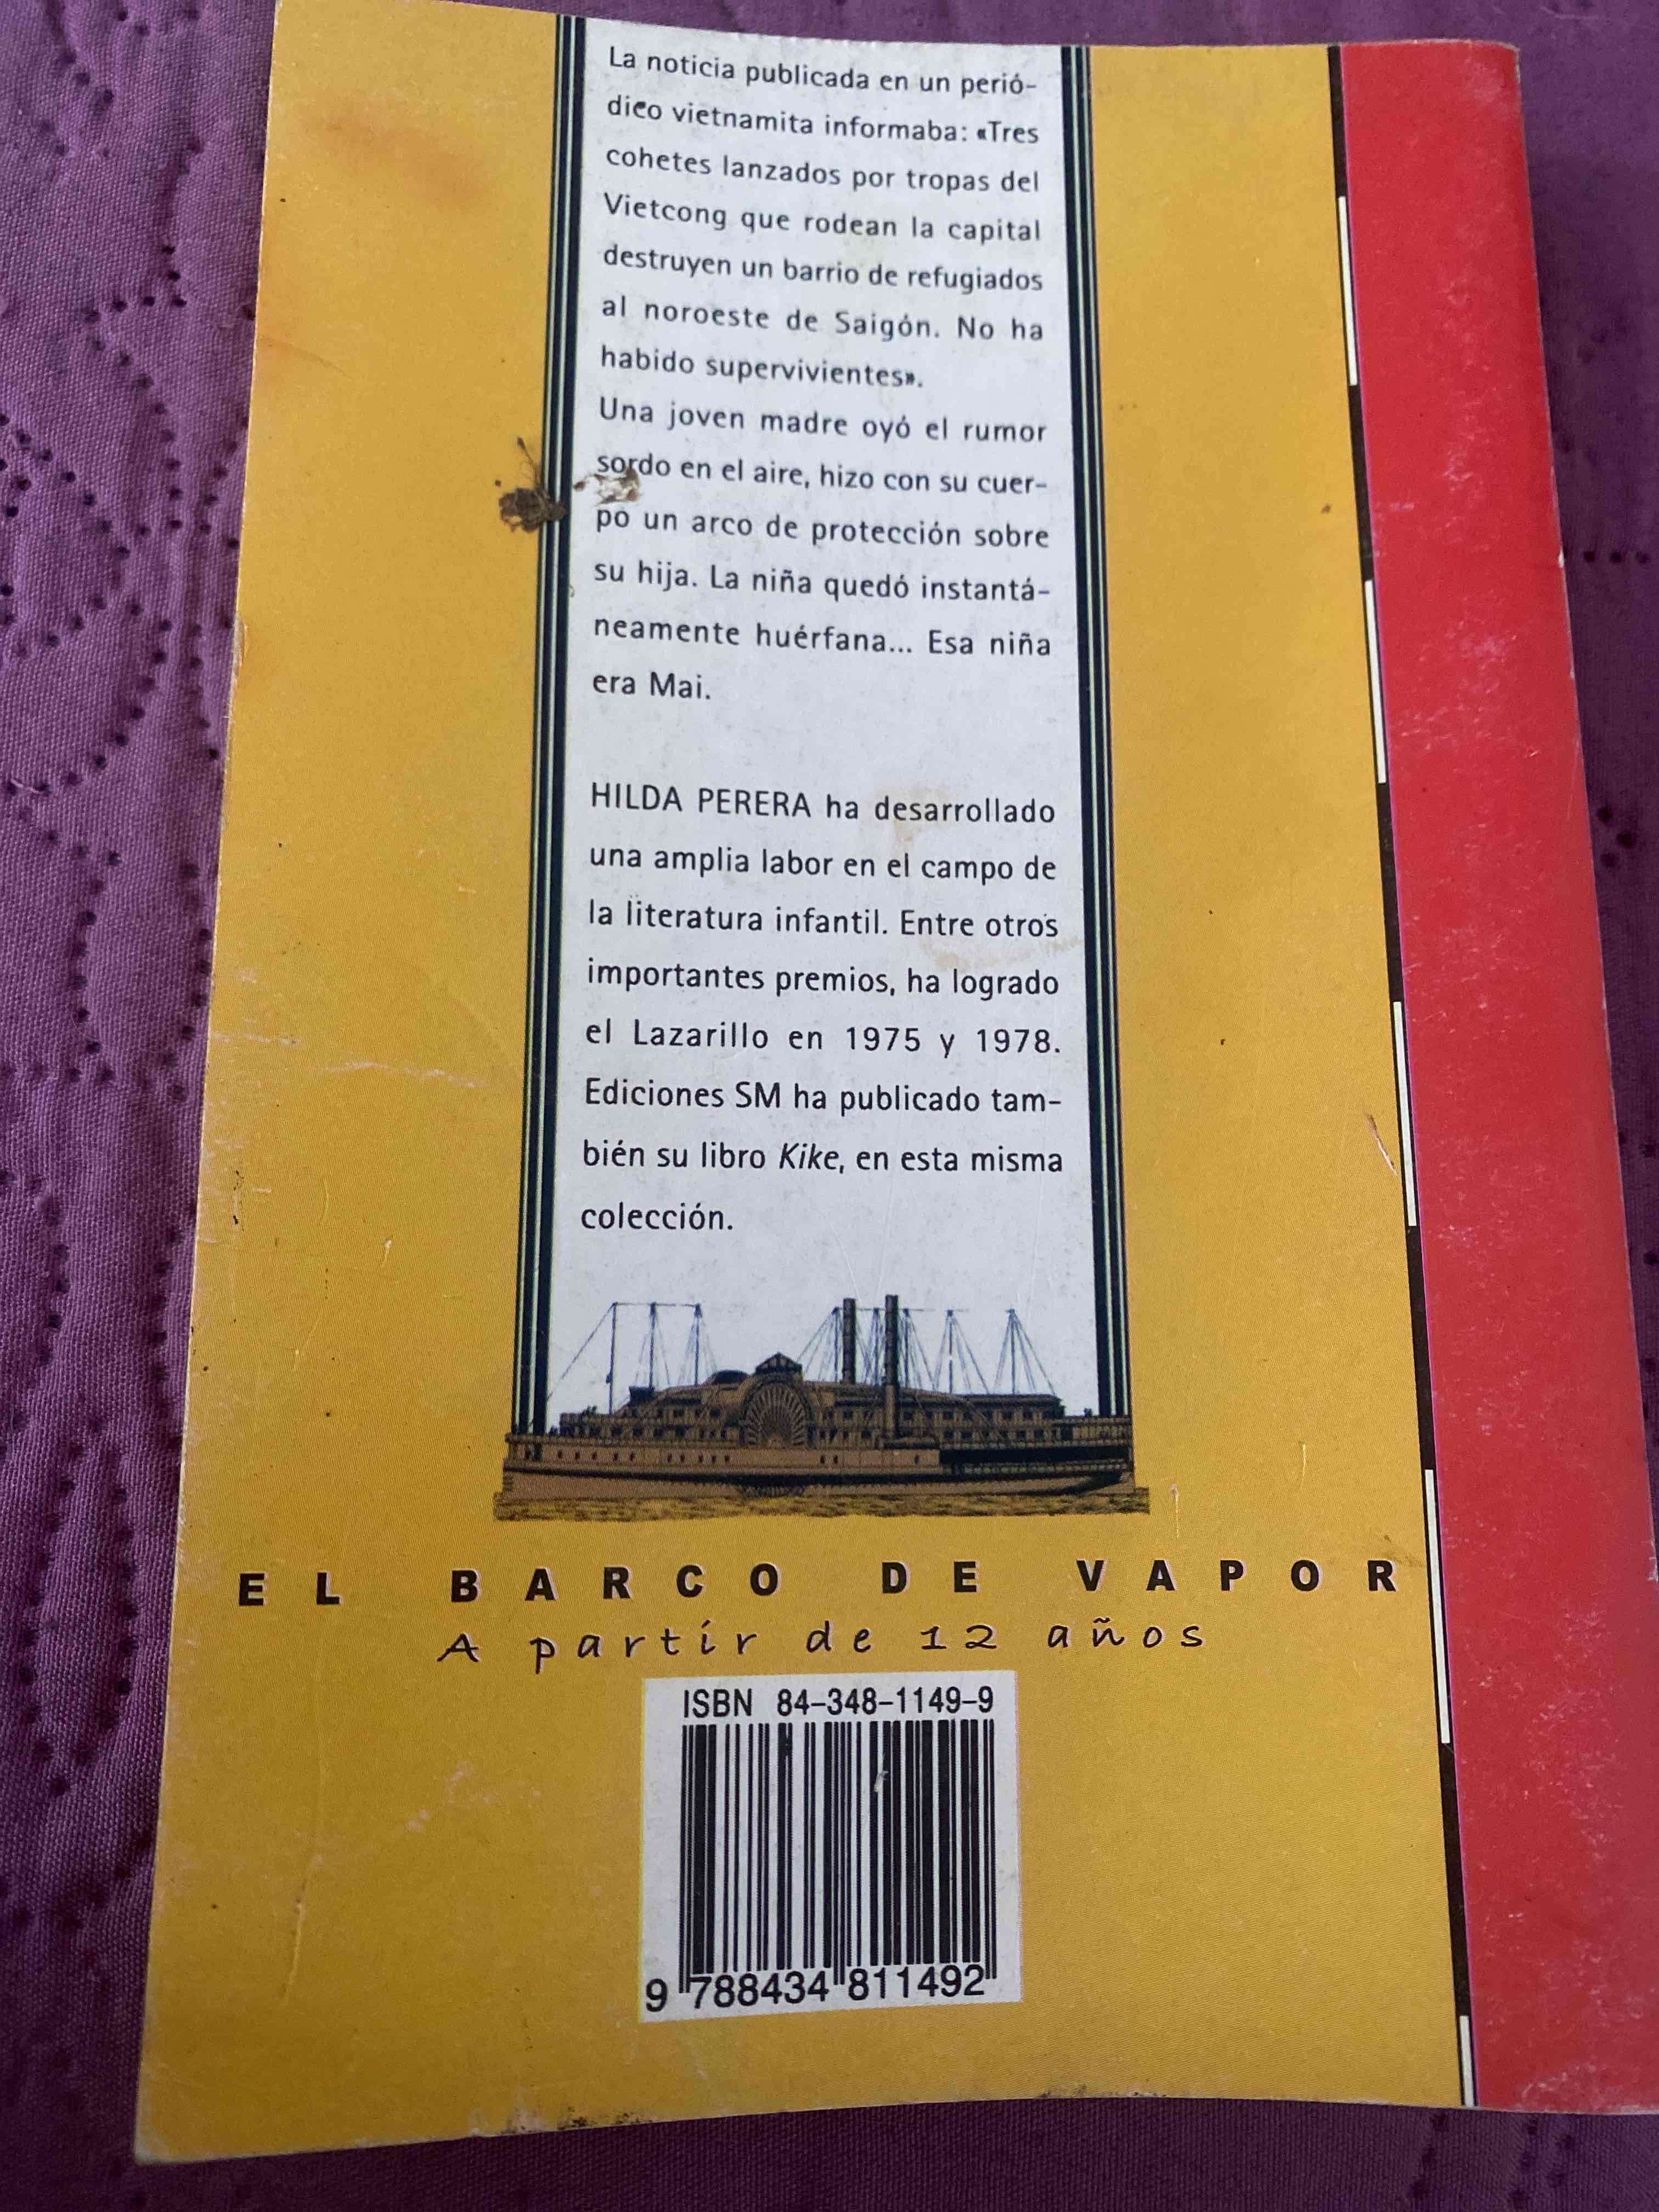 La noticia publicada en un perió-
dico vietnamita informaba: «Tres
cohetes lanzados por tropas del
Vietcong que rodean la capital
destruyen un barrio de refugiados
al noroeste de Saigón. No ha
habido supervivientes».
Una joven madre oyó el rumor
sordo en el aire, hizo con su cuer-
po un arco de protección sobre
su hija. La niña quedó instantá-
neamente huérfana... Esa niña
era Mai.
HILDA PERERA ha desarrollado
una amplia labor en el campo de
la literatura infantil. Entre otros
importantes premios, ha logrado
el Lazarillo en 1975 y 1978.
Ediciones SM ha publicado tam-
bién su libro Kike, en esta misma
colección.
EL BARCO DE VAPOR
A partir de 12 años
ISBN 84-348-1149-9
9 788434 811492